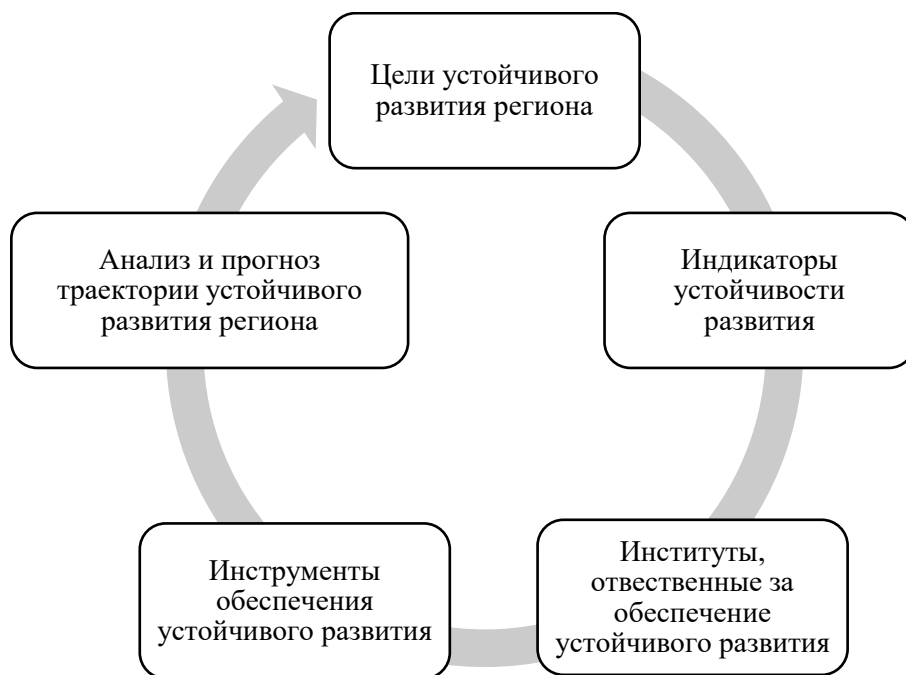 Цели устойчивого
развития региона
Индикаторы
устойчивости
развития
Институты,
отвественные за
обеспечение
устойчивого развития
Инструменты
обеспечения
устойчивого развития
Анализ и прогноз
траектории устойчивого
развития региона